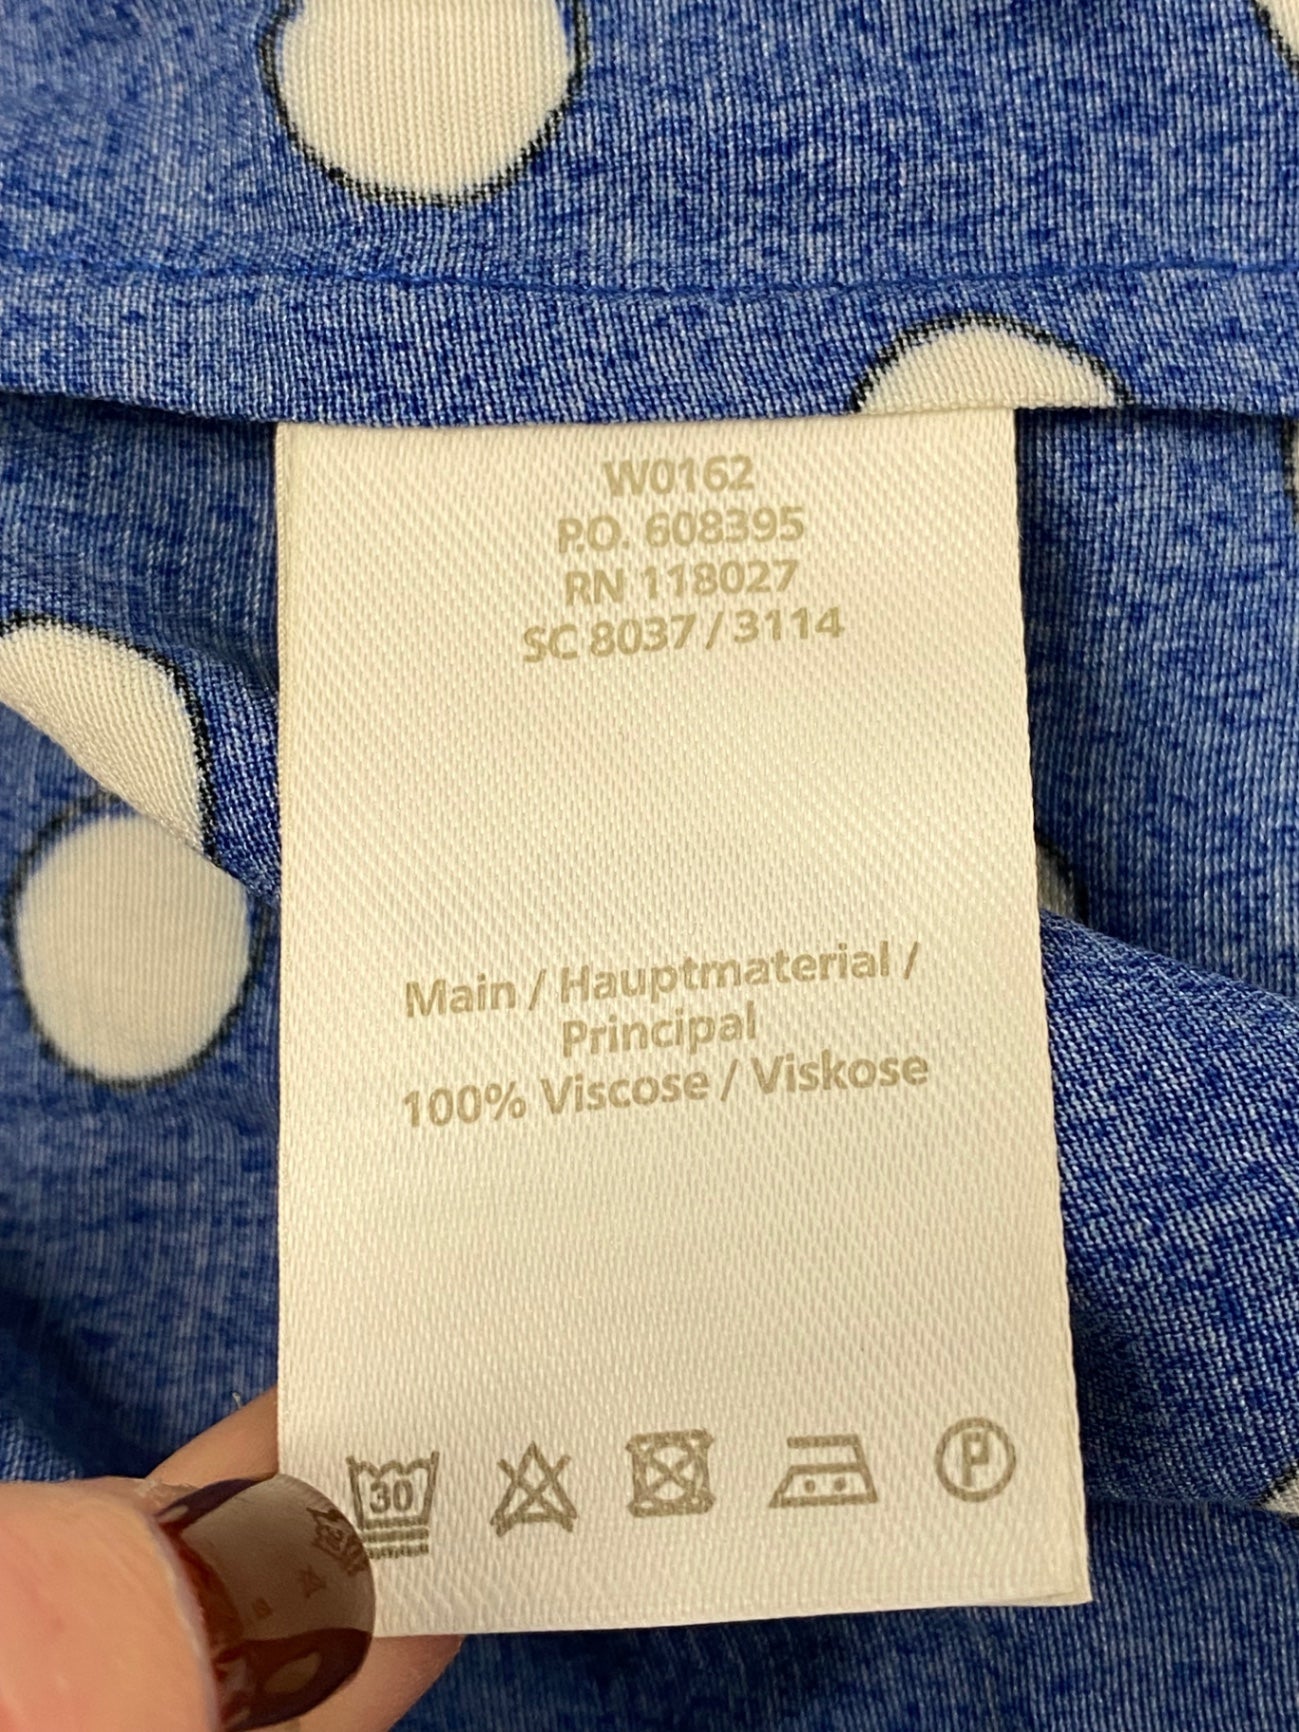 W0162
P.O. 608395
RN 118027
SC 8037 / 3114
Main / Hauptmaterial /
Principal
100% Viscose / Viskose
30
P